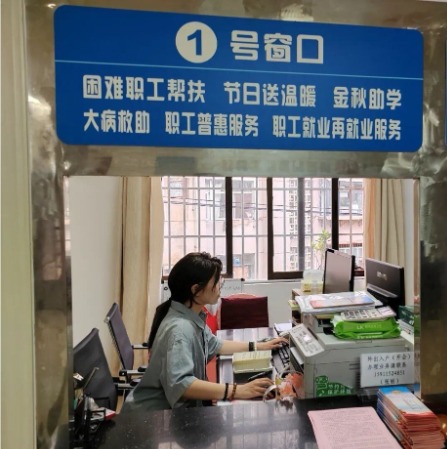 1号窗口
困难职工帮扶 节日送温暖 金秋助学
大病救助 职工普惠服务 职工就业再就业服务